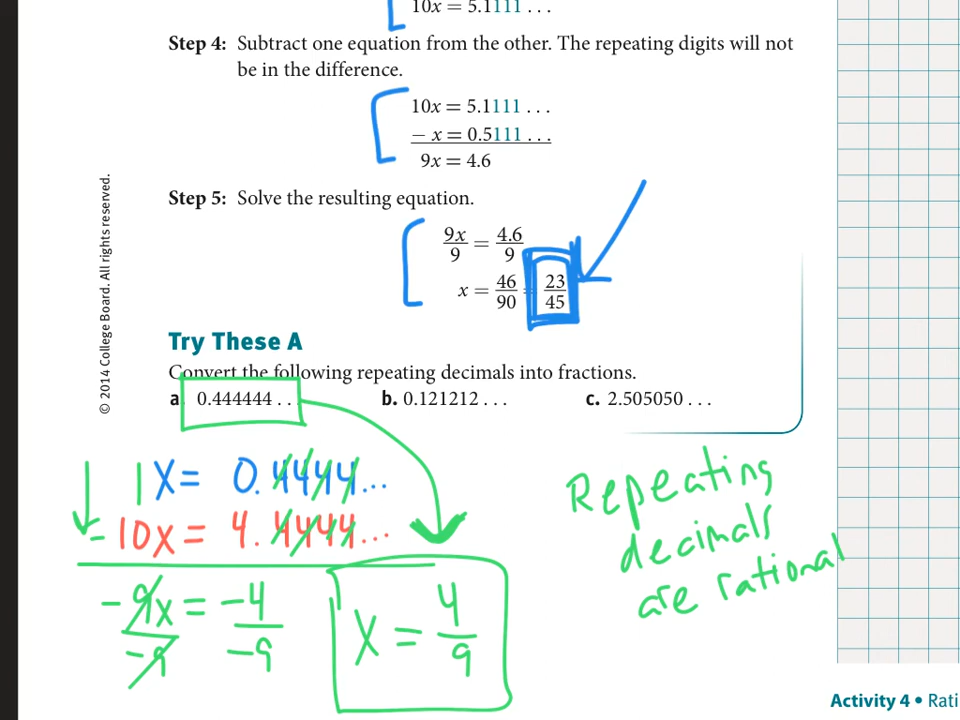 10x = 5.1111 . . .
Step 4: Subtract one equation from the other. The repeating digits will not
be in the difference.
10x = 5.1111 . . .
− x = 0.5111 . . .
9x = 4.6
Step 5: Solve the resulting equation.
9x/9 = 4.6/9
x = 46/90 = 23/45
Try These A
Convert the following repeating decimals into fractions.
a. 0.444444 . . . b. 0.121212 . . . c. 2.505050 . . .
1x = 0.4444...
- 10x = 4.4444...
-9x/-9 = -4/-9
x = 4/9
Repeating
decimals
are rational
© 2014 College Board. All rights reserved.
Activity 4 • Rati